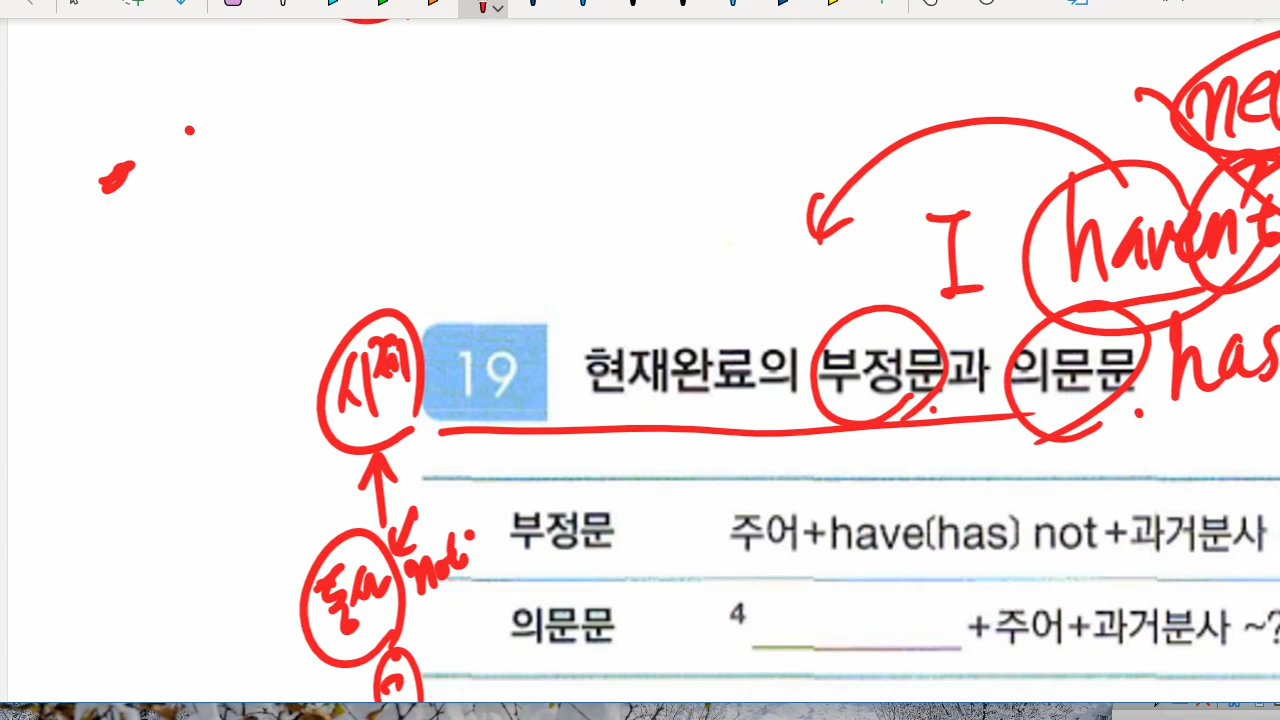 I haven't
has
시제
19 현재완료의 부정문과 의문문
부정문 주어+have(has) not+과거분사
not
동사
의문문 4 +주어+과거분사 ~?